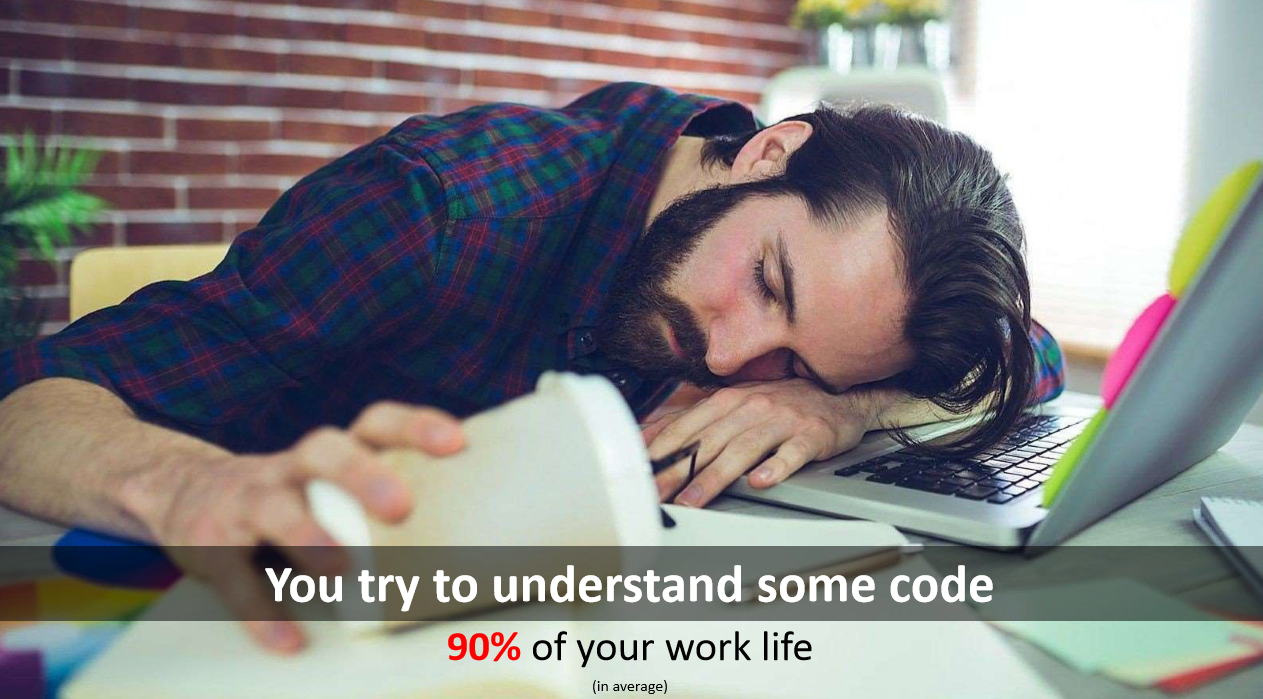 You try to understand some code
90% of your work life
(in average)